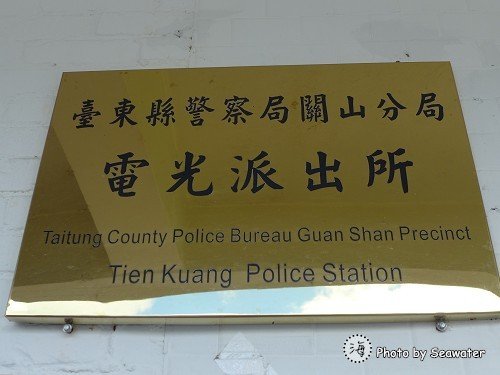 臺東縣警察局關山分局
電光派出所
Taitung County Police Bureau Guan Shan Precinct
Tien Kuang Police Station
海 Photo by Seawater